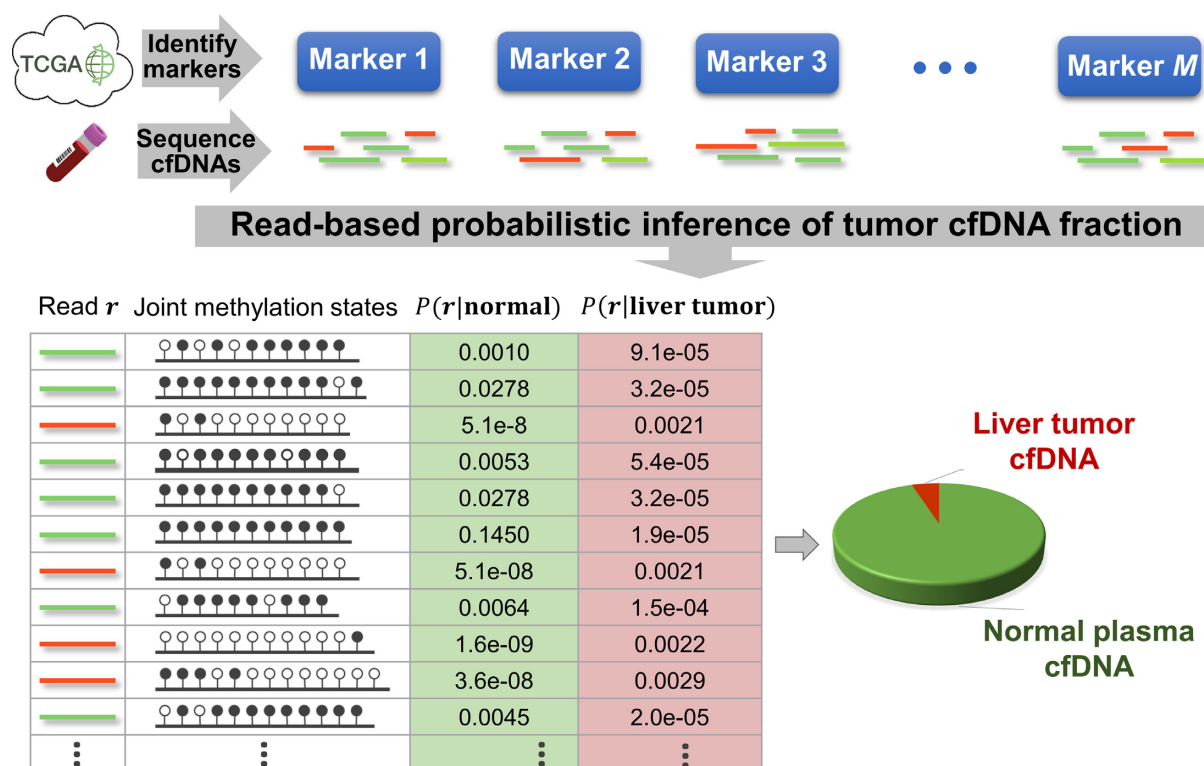 TCGA
Identify
markers
Marker 1
Marker 2
Marker 3
• • •
Marker M
Sequence
cfDNAs
Read-based probabilistic inference of tumor cfDNA fraction
Read r Joint methylation states P(r|normal) P(r|liver tumor)
0.0010 9.1e-05
0.0278 3.2e-05
5.1e-8 0.0021
0.0053 5.4e-05
0.0278 3.2e-05
0.1450 1.9e-05
5.1e-08 0.0021
0.0064 1.5e-04
1.6e-09 0.0022
3.6e-08 0.0029
0.0045 2.0e-05
Liver tumor
cfDNA
Normal plasma
cfDNA